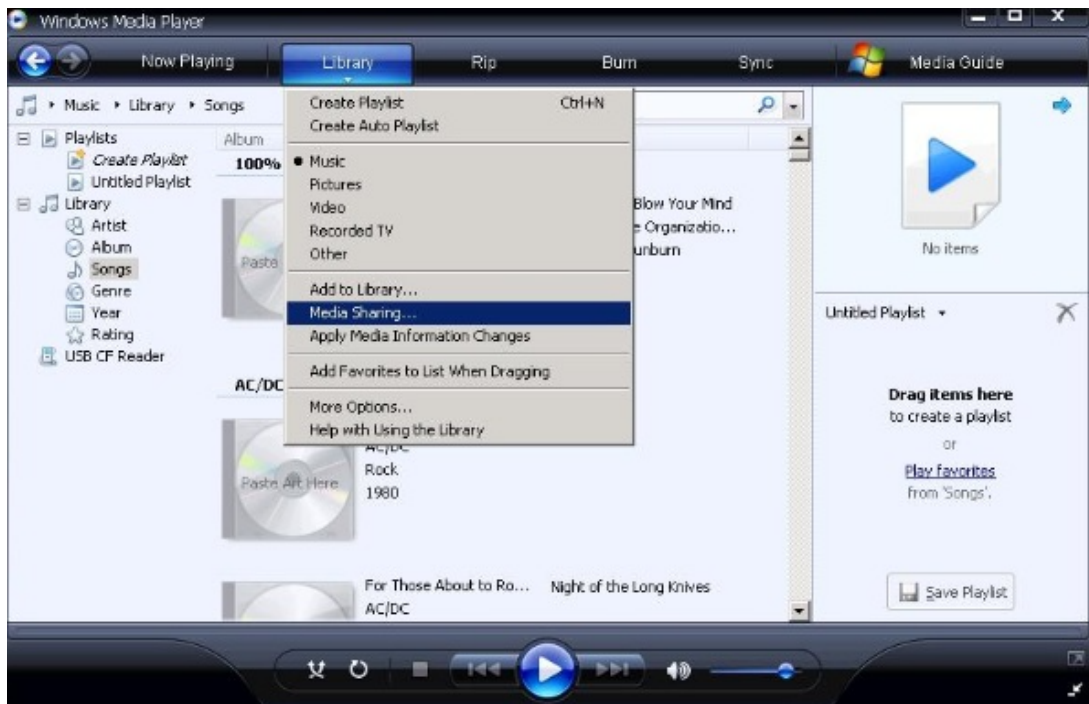 Windows Media Player
Now Playing Library Rip Burn Sync Media Guide
Music Library Songs
Playlists
Create Playlist
Untitled Playlist
Library
Artist
Album
Songs
Genre
Year
Rating
USB CF Reader
Album
100%
Paste
Blow Your Mind
e Organizatio...
unburn
Create Playlist Ctrl+N
Create Auto Playlist
Music
Pictures
Video
Recorded TV
Other
Add to Library...
Media Sharing...
Apply Media Information Changes
Add Favorites to List When Dragging
More Options...
Help with Using the Library
AC/DC
Paste Art Here
AC/DC
Rock
1980
For Those About to Ro... Night of the Long Knives
AC/DC
No items
Untitled Playlist
Drag items here
to create a playlist
or
Play favorites
from 'Songs'.
Save Playlist